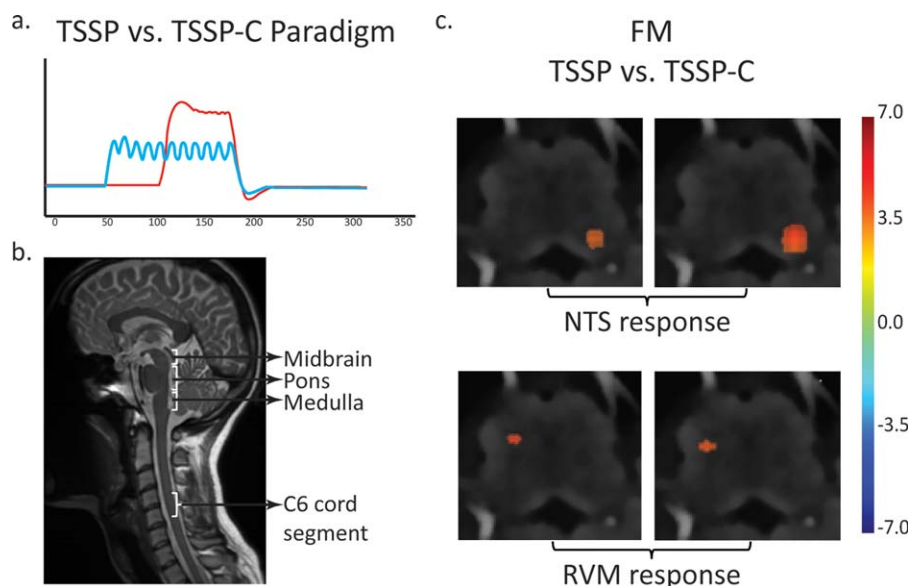 a.
TSSP vs. TSSP-C Paradigm
0 50 100 150 200 250 300 350
b.
Midbrain
Pons
Medulla
C6 cord
segment
c.
FM
TSSP vs. TSSP-C
NTS response
RVM response
7.0
3.5
0.0
-3.5
-7.0